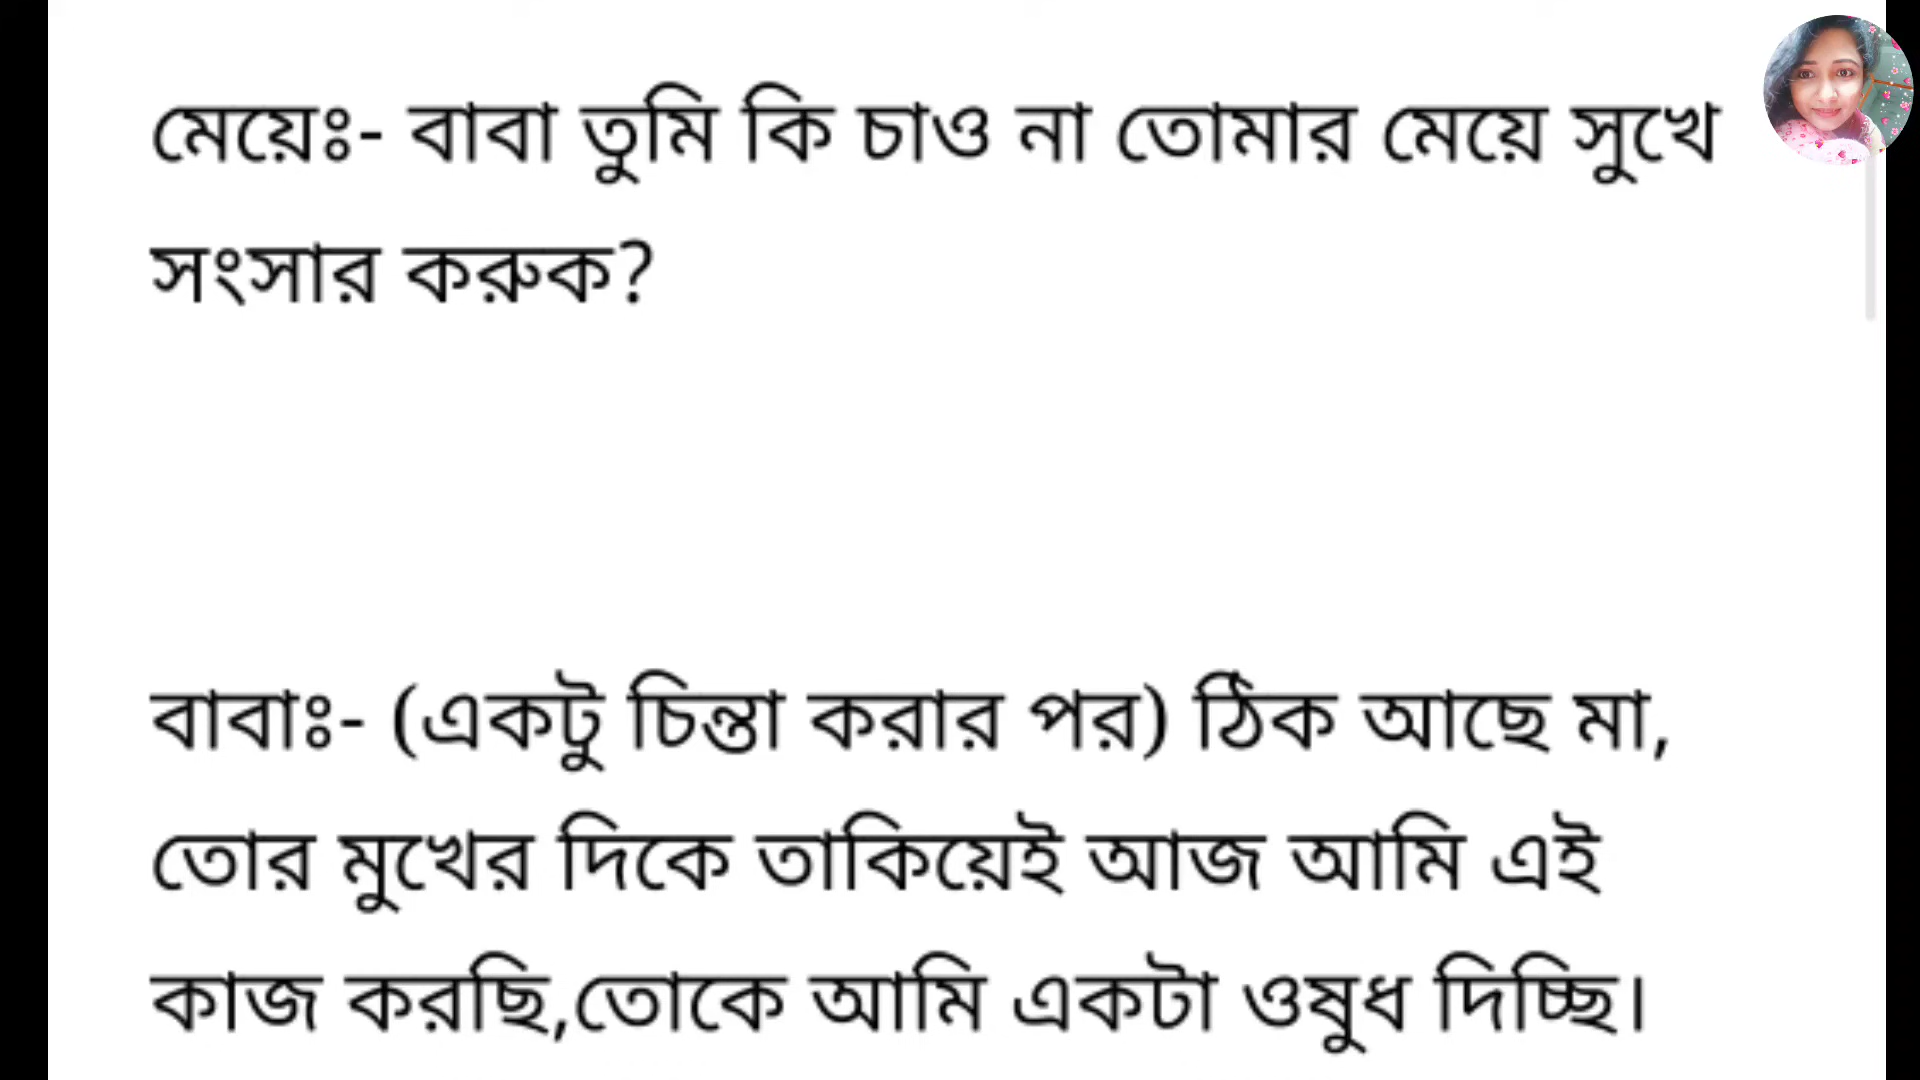 মেয়েঃ- বাবা তুমি কি চাও না তোমার মেয়ে সুখে
সংসার করুক?
বাবাঃ- (একটু চিন্তা করার পর) ঠিক আছে মা,
তোর মুখের দিকে তাকিয়েই আজ আমি এই
কাজ করছি,তোকে আমি একটা ওষুধ দিচ্ছি।